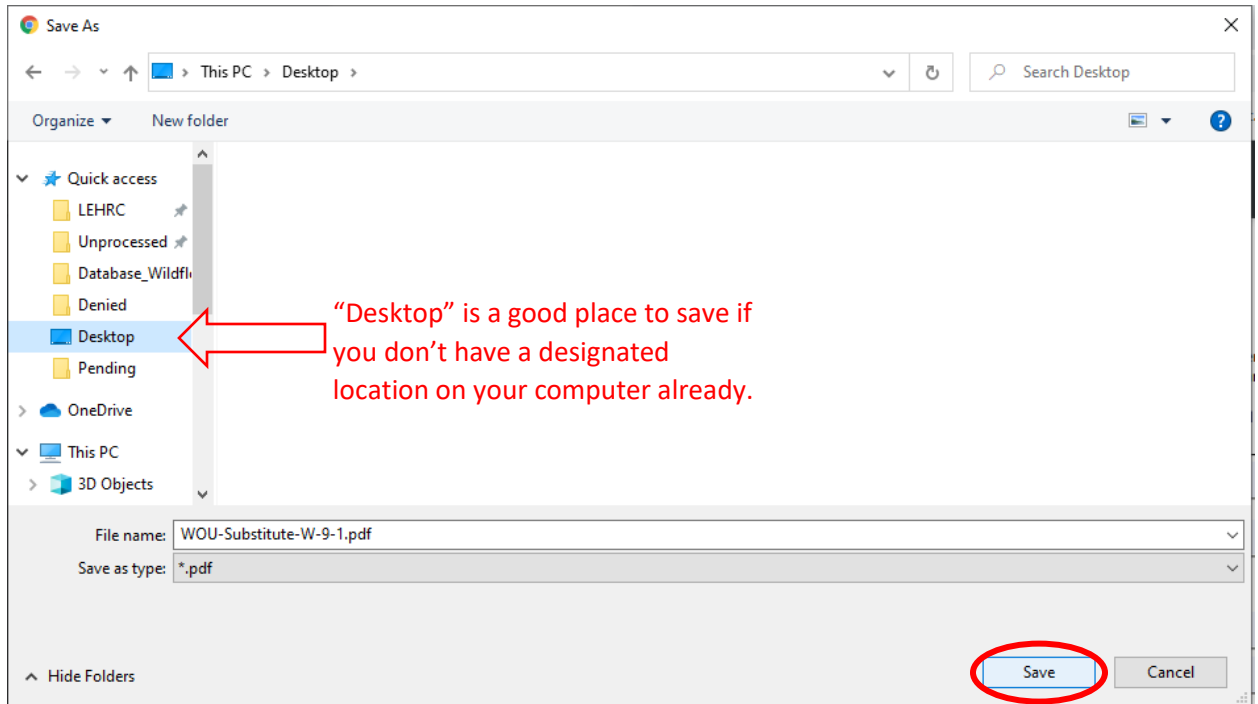 Save As
This PC > Desktop >
Search Desktop
Organize
New folder
Quick access
LEHRC
Unprocessed
Database_Wildfl
Denied
Desktop
Pending
OneDrive
This PC
3D Objects
“Desktop” is a good place to save if
you don’t have a designated
location on your computer already.
File name: WOU-Substitute-W-9-1.pdf
Save as type: *.pdf
Hide Folders
Save
Cancel